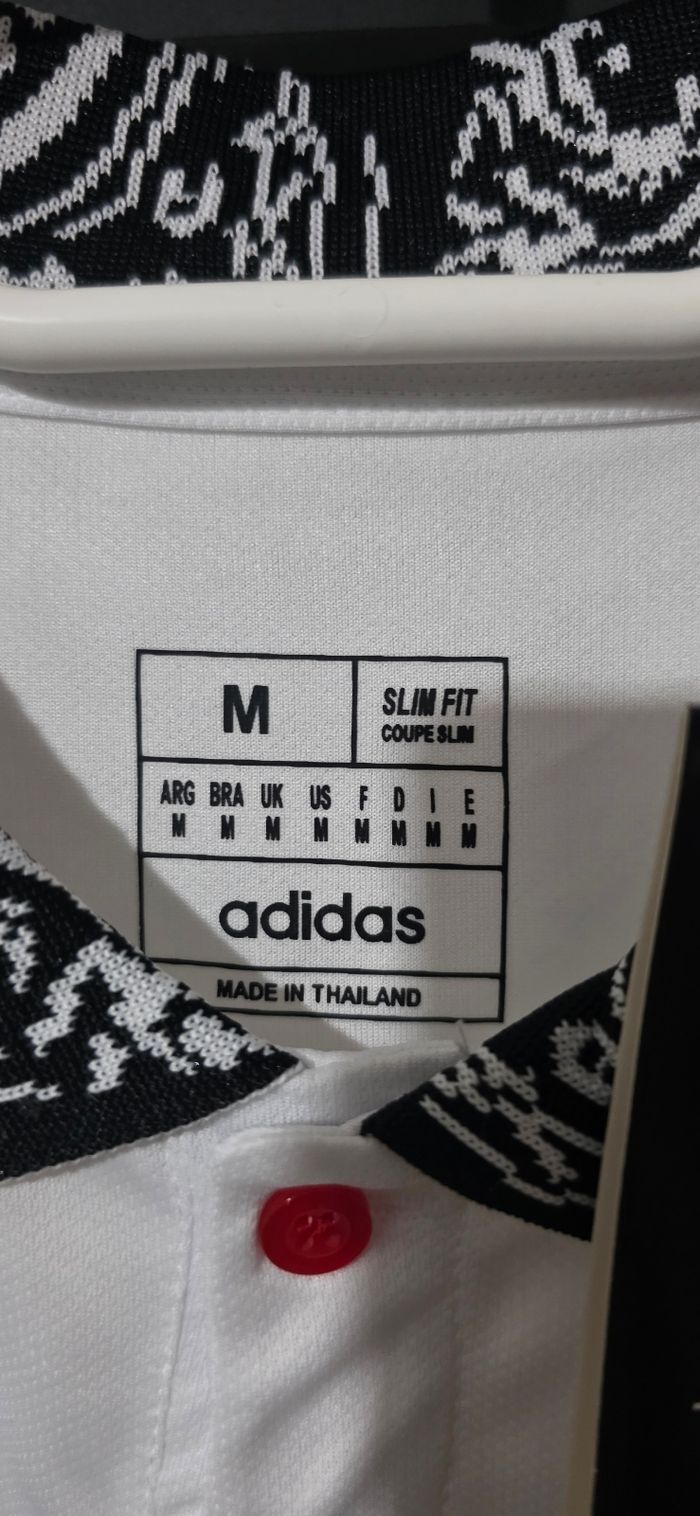 M
SLIM FIT
COUPE SLIM
ARG BRA UK US F D I E
M M M M M M M M
adidas
MADE IN THAILAND